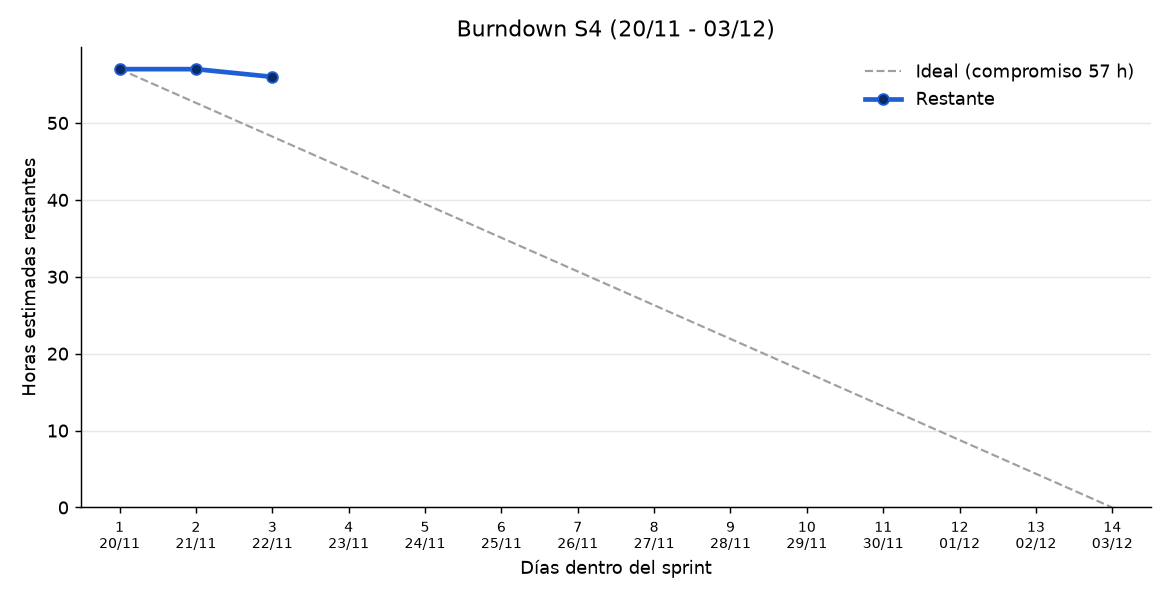 Burndown S4 (20/11 - 03/12)
Ideal (compromiso 57 h)
Restante
Horas estimadas restantes
50
40
30
20
10
0
1 2 3 4 5 6 7 8 9 10 11 12 13 14
20/11 21/11 22/11 23/11 24/11 25/11 26/11 27/11 28/11 29/11 30/11 01/12 02/12 03/12
Días dentro del sprint